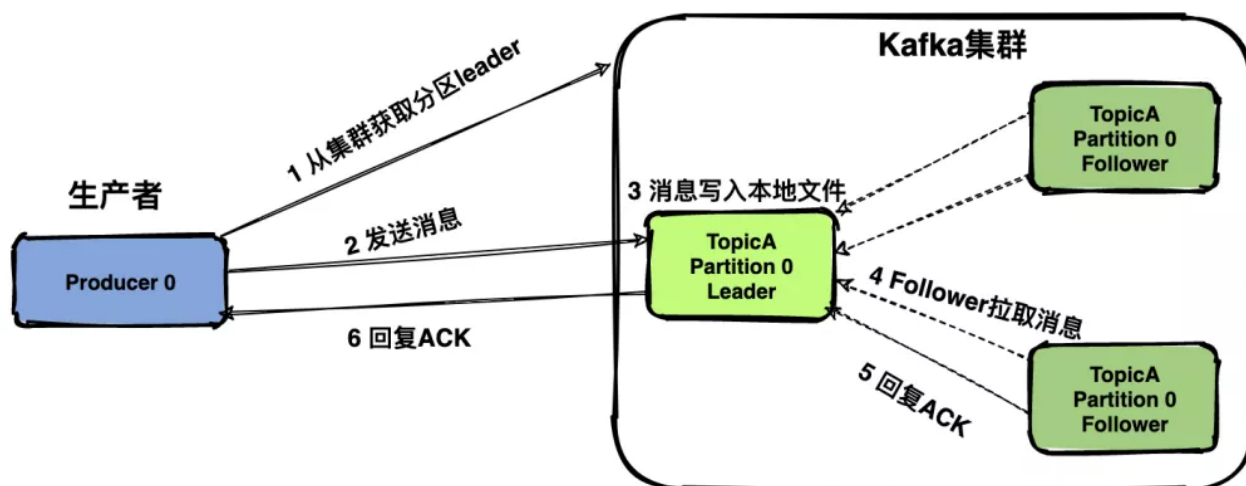 Kafka集群
1 从集群获取分区leader
TopicA
Partition 0
Follower
生产者
3 消息写入本地文件
2 发送消息
TopicA
Partition 0
Leader
Producer 0
4 Follower拉取消息
6 回复ACK
5 回复ACK
TopicA
Partition 0
Follower